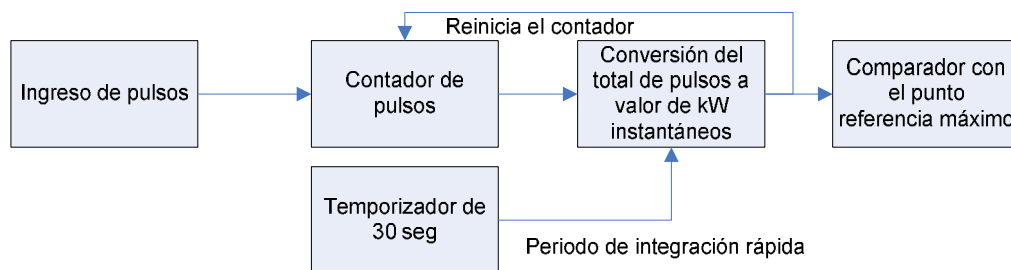 Reinicia el contador
Ingreso de pulsos
Contador de
pulsos
Conversión del
total de pulsos a
valor de kW
instantáneos
Comparador con
el punto
referencia máximo
Temporizador de
30 seg
Periodo de integración rápida